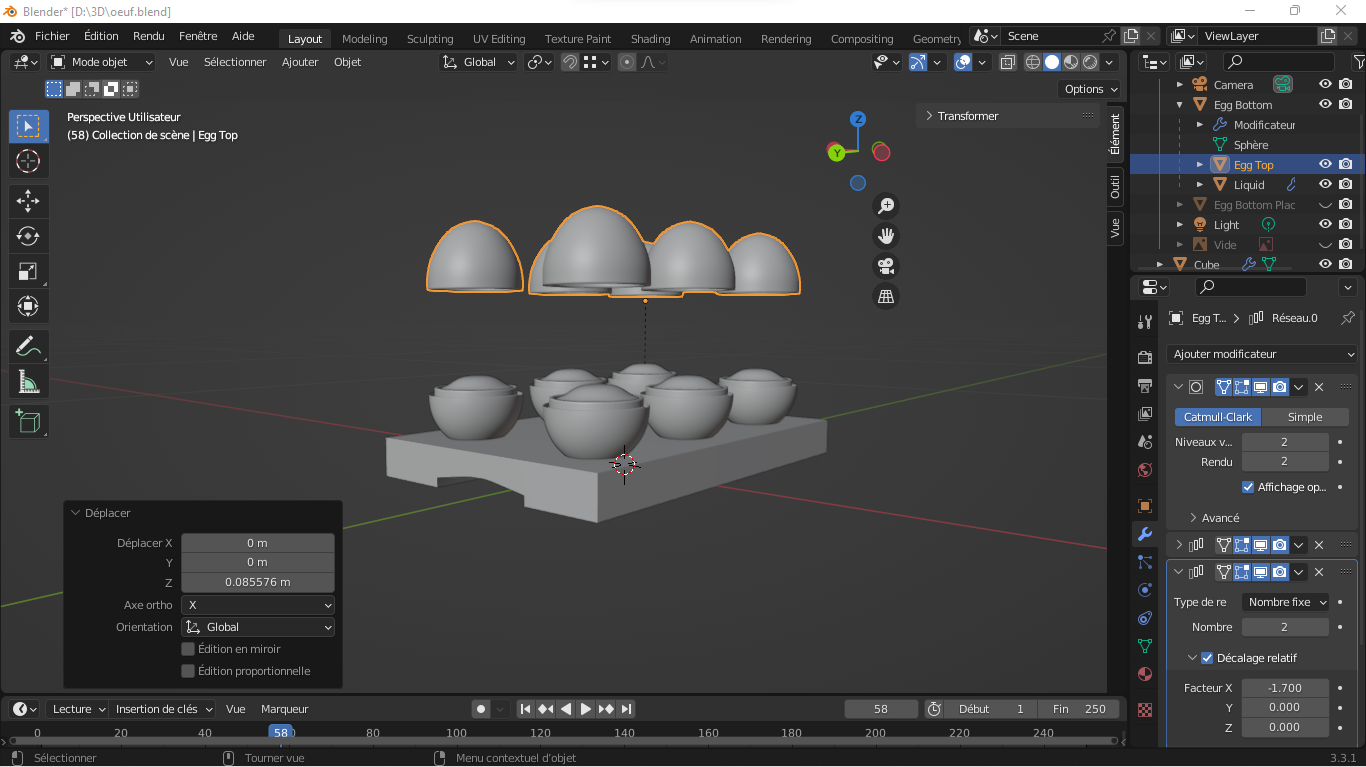 Blender* [D:\3D\oeuf.blend]
Fichier Édition Rendu Fenêtre Aide Layout Modeling Sculpting UV Editing Texture Paint Shading Animation Rendering Compositing Geometry Scene ViewLayer
Mode objet Vue Sélectionner Ajouter Objet Global
Options
Perspective Utilisateur
(58) Collection de scène | Egg Top
Transformer
Élément
Outil
Vue
Z
Y
Camera
Egg Bottom
Modificateur
Sphère
Egg Top
Liquid
Egg Bottom Plac
Light
Vide
Cube
Egg T... Réseau.0
Ajouter modificateur
Catmull-Clark Simple
Niveaux v... 2
Rendu 2
Affichage op...
Avancé
Type de re Nombre fixe
Nombre 2
Décalage relatif
Facteur X -1.700
Y 0.000
Z 0.000
Déplacer
Déplacer X 0 m
Y 0 m
Z 0.085576 m
Axe ortho X
Orientation Global
Édition en miroir
Édition proportionnelle
Lecture Insertion de clés Vue Marqueur 58 Début 1 Fin 250
0 20 40 58 80 100 120 140 160 180 200 220 240
Sélectionner Tourner vue Menu contextuel d'objet 3.3.1